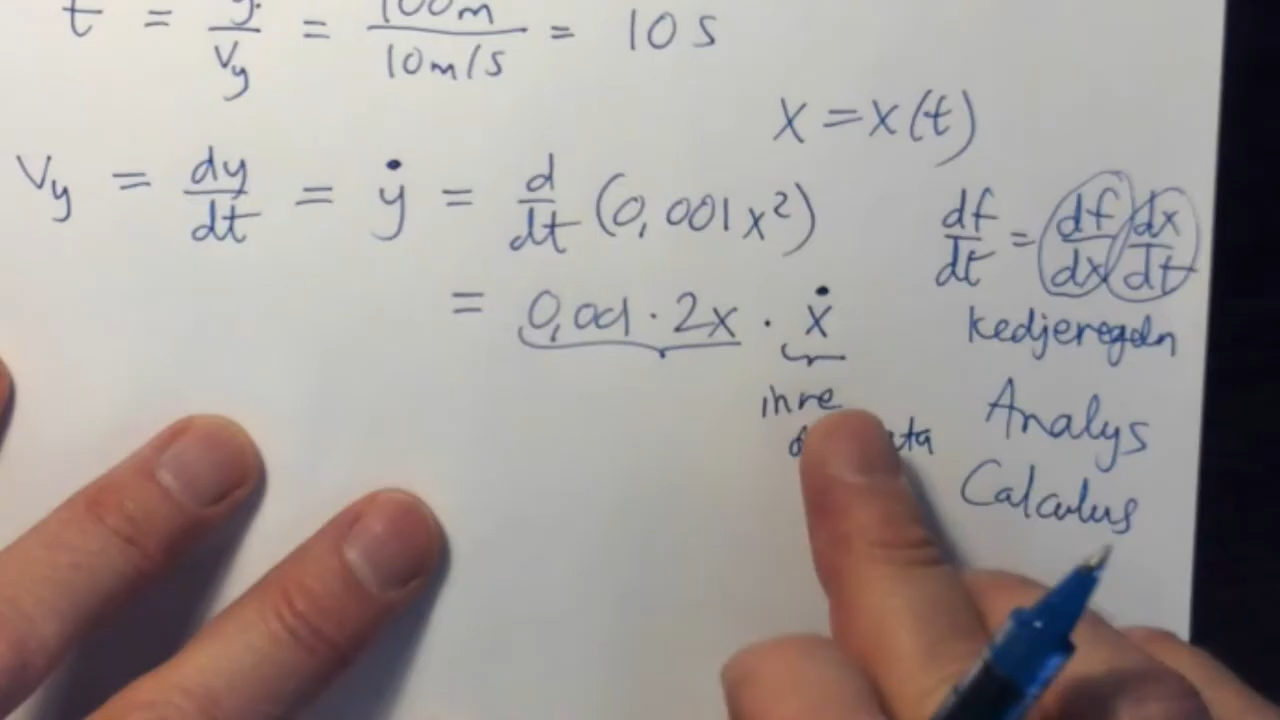 t = y/v_y = 100m/10m/s = 10 s
x = x(t)
v_y = dy/dt = ẏ = d/dt (0,001x²)
df/dt = df/dx dx/dt
= 0,001 · 2x · ẋ
kedjeregeln
inre
Analys
Calculus